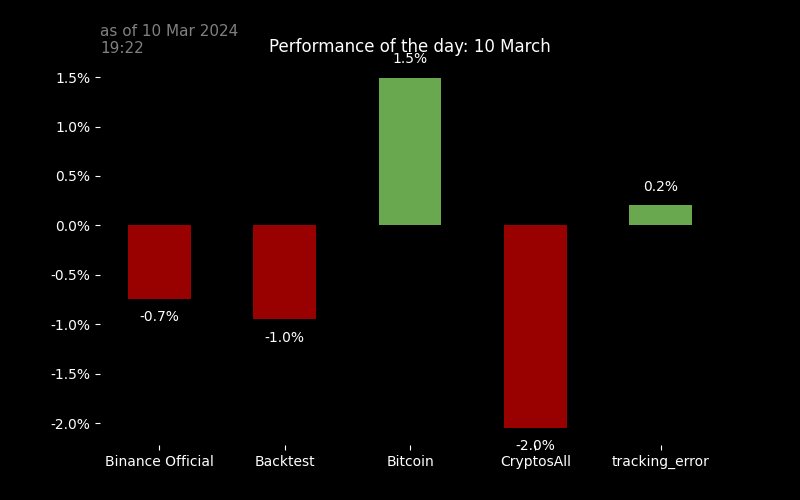 as of 10 Mar 2024
19:22
Performance of the day: 10 March
1.5%
1.5%
1.0%
0.5%
0.2%
0.0%
-0.5%
-0.7%
-1.0%
-1.0%
-1.5%
-2.0%
-2.0%
Binance Official
Backtest
Bitcoin
CryptosAll
tracking_error